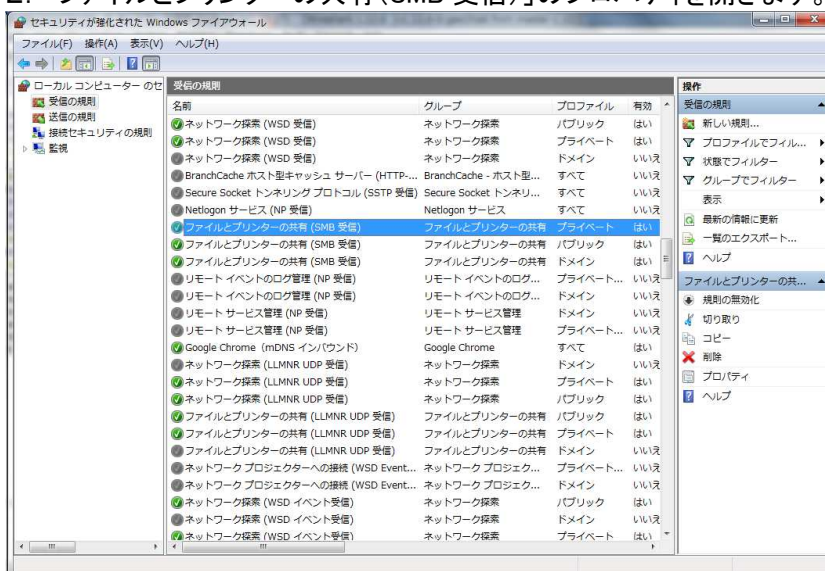 ファイルとプリンターの共有(SMB 受信)」のプロパティを開きます。
セキュリティが強化された Windows ファイアウォール
ファイル(F) 操作(A) 表示(V) ヘルプ(H)
ローカル コンピューター のセ
受信の規則
送信の規則
接続セキュリティの規則
監視
受信の規則
名前 グループ プロファイル 有効
ネットワーク探索 (WSD 受信) ネットワーク探索 パブリック はい
ネットワーク探索 (WSD 受信) ネットワーク探索 プライベート はい
ネットワーク探索 (WSD 受信) ネットワーク探索 ドメイン いいえ
BranchCache ホスト型キャッシュ サーバー (HTTP-... BranchCache - ホスト型... すべて いいえ
Secure Socket トンネリング プロトコル (SSTP 受信) Secure Socket トンネリ... すべて いいえ
Netlogon サービス (NP 受信) Netlogon サービス すべて いいえ
ファイルとプリンターの共有 (SMB 受信) ファイルとプリンターの共有 プライベート はい
ファイルとプリンターの共有 (SMB 受信) ファイルとプリンターの共有 パブリック はい
ファイルとプリンターの共有 (SMB 受信) ファイルとプリンターの共有 ドメイン はい
リモート イベントのログ管理 (NP 受信) リモート イベントのログ... プライベート... いいえ
リモート イベントのログ管理 (NP 受信) リモート イベントのログ... ドメイン いいえ
リモート サービス管理 (NP 受信) リモート サービス管理 ドメイン いいえ
リモート サービス管理 (NP 受信) リモート サービス管理 プライベート... いいえ
Google Chrome (mDNS インバウンド) Google Chrome すべて はい
ネットワーク探索 (LLMNR UDP 受信) ネットワーク探索 ドメイン いいえ
ネットワーク探索 (LLMNR UDP 受信) ネットワーク探索 プライベート はい
ネットワーク探索 (LLMNR UDP 受信) ネットワーク探索 パブリック はい
ファイルとプリンターの共有 (LLMNR UDP 受信) ファイルとプリンターの共有 パブリック はい
ファイルとプリンターの共有 (LLMNR UDP 受信) ファイルとプリンターの共有 プライベート はい
ファイルとプリンターの共有 (LLMNR UDP 受信) ファイルとプリンターの共有 ドメイン いいえ
ネットワーク プロジェクターへの接続 (WSD Event... ネットワーク プロジェク... プライベート... いいえ
ネットワーク プロジェクターへの接続 (WSD Event... ネットワーク プロジェク... ドメイン いいえ
ネットワーク探索 (WSD イベント受信) ネットワーク探索 パブリック はい
ネットワーク探索 (WSD イベント受信) ネットワーク探索 ドメイン いいえ
ネットワーク探索 (WSD イベント受信) ネットワーク探索 プライベート はい
操作
受信の規則
新しい規則...
プロファイルでフィル...
状態でフィルター
グループでフィルター
表示
最新の情報に更新
一覧のエクスポート...
ヘルプ
ファイルとプリンターの共...
規則の無効化
切り取り
コピー
削除
プロパティ
ヘルプ